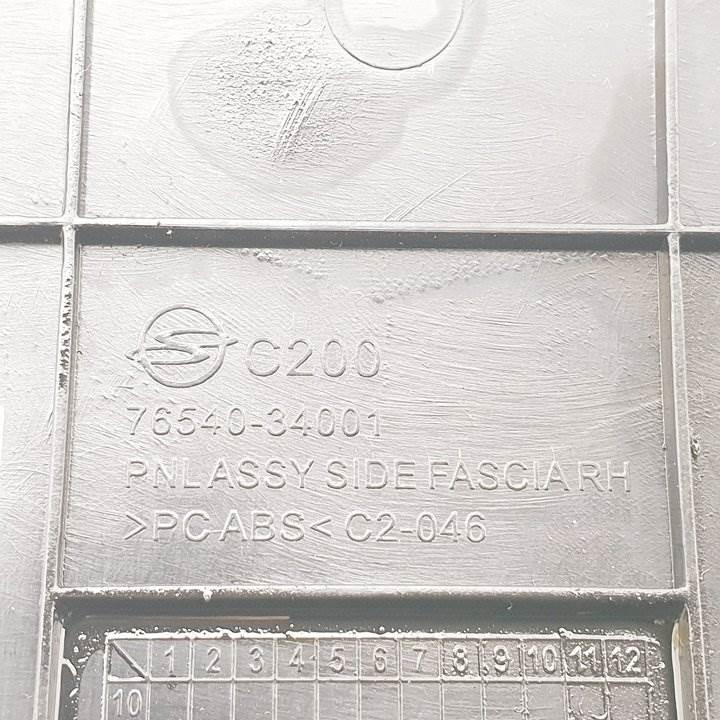 C200
76540-34001
PNL ASSY SIDE FASCIA RH
>PC ABS< C2-046
1 2 3 4 5 6 7 8 9 10 11 12
10